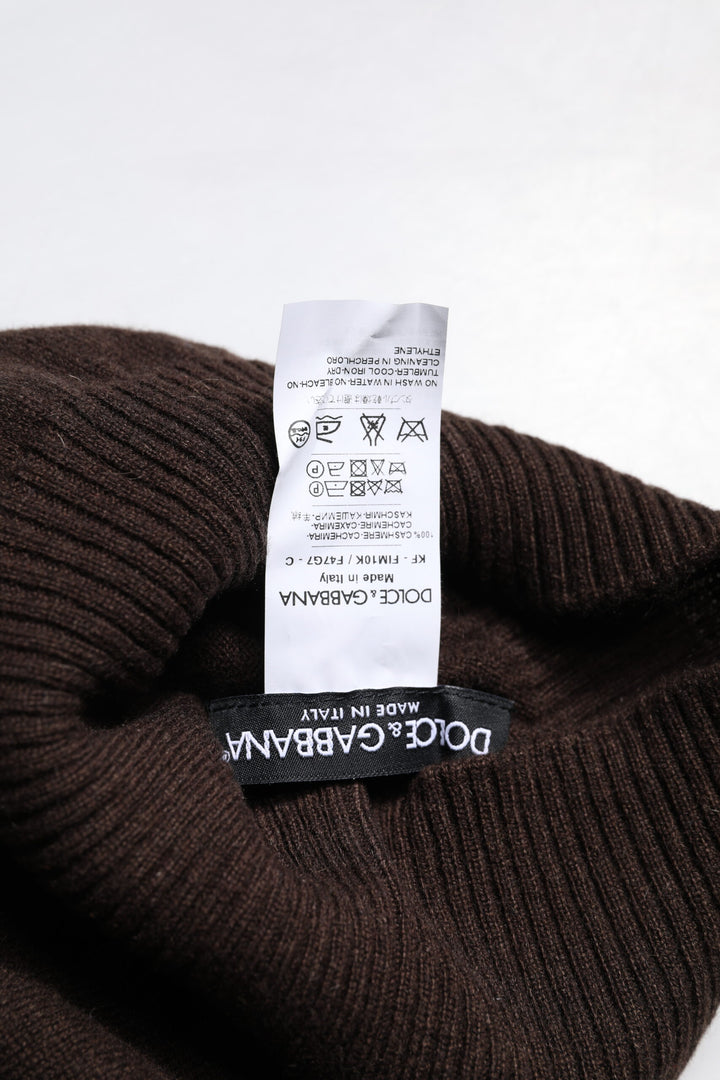 DOLCE & GABBANA
MADE IN ITALY
DOLCE & GABBANA
Made in Italy
KF - FIM10K / F47G7 - C
100% CASHMERE-CACHEMIRA-
CACHEMIRE-CAXEMIRA-
KASCHMIR-КАШЕМИР-
P
P
NO WASH IN WATER-NO BLEACH-NO
TUMBLER-COOL IRON-DRY
CLEANING IN PERCHLORO
ETHYLENE